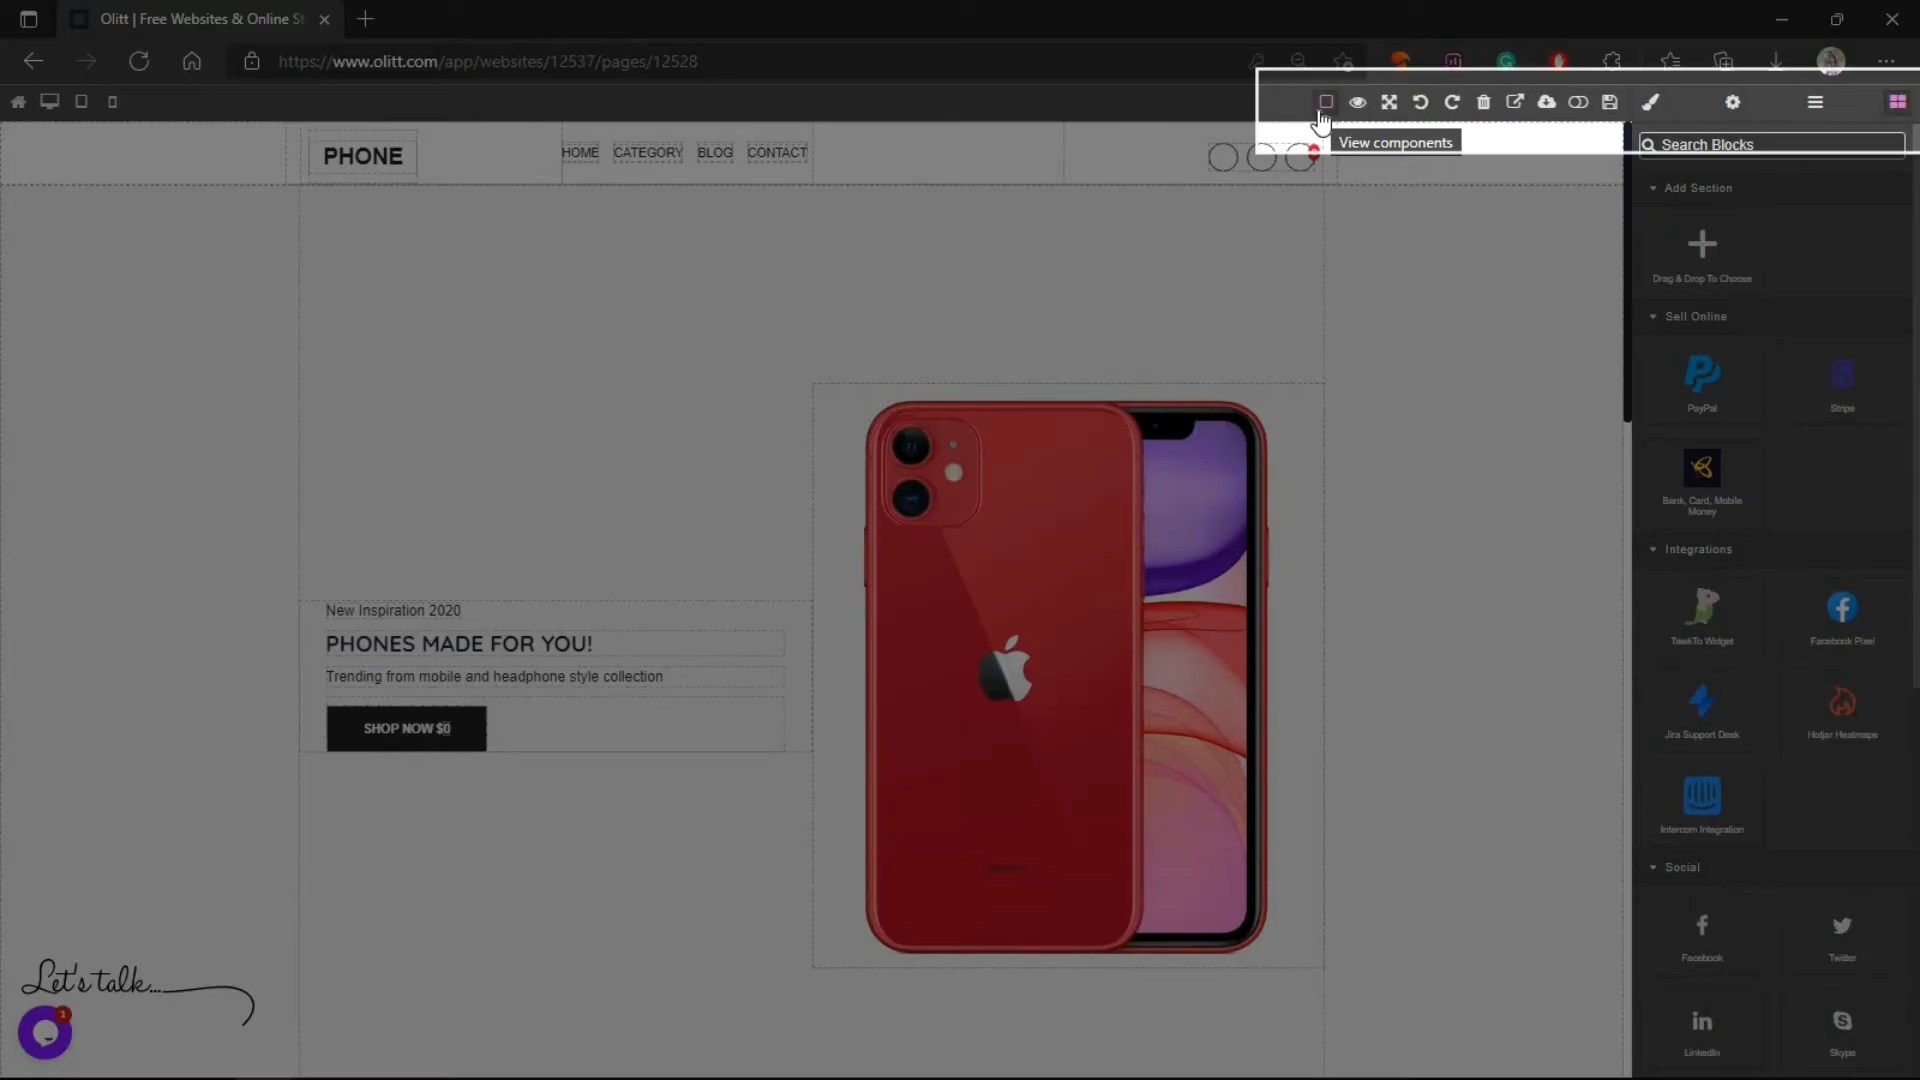 Olitt | Free Websites & Online St
https://www.olitt.com/app/websites/12537/pages/12528
View components
Search Blocks
PHONE
HOME
CATEGORY
BLOG
CONTACT
Add Section
Drag & Drop To Choose
Sell Online
PayPal
Stripe
Bank, Card, Mobile
Money
Integrations
TawkTo Widget
Facebook Pixel
Jira Support Desk
Hotjar Heatmaps
Intercom Integration
Social
Facebook
Twitter
LinkedIn
Skype
New Inspiration 2020
PHONES MADE FOR YOU!
Trending from mobile and headphone style collection
SHOP NOW $0
Let's talk...
1